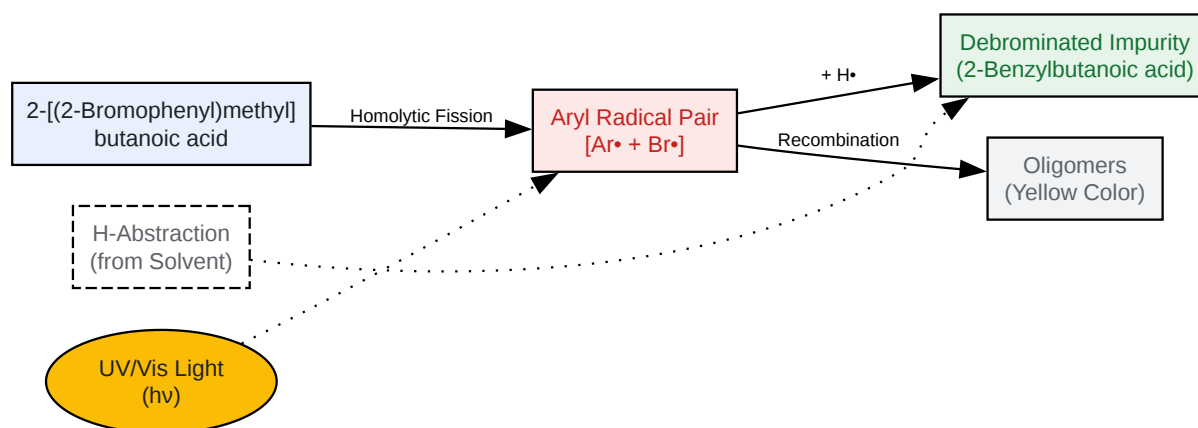 2-[(2-Bromophenyl)methyl]
butanoic acid
Homolytic Fission
Aryl Radical Pair
[Ar• + Br•]
+ H•
Debrominated Impurity
(2-Benzylbutanoic acid)
Recombination
Oligomers
(Yellow Color)
H-Abstraction
(from Solvent)
UV/Vis Light
(hν)